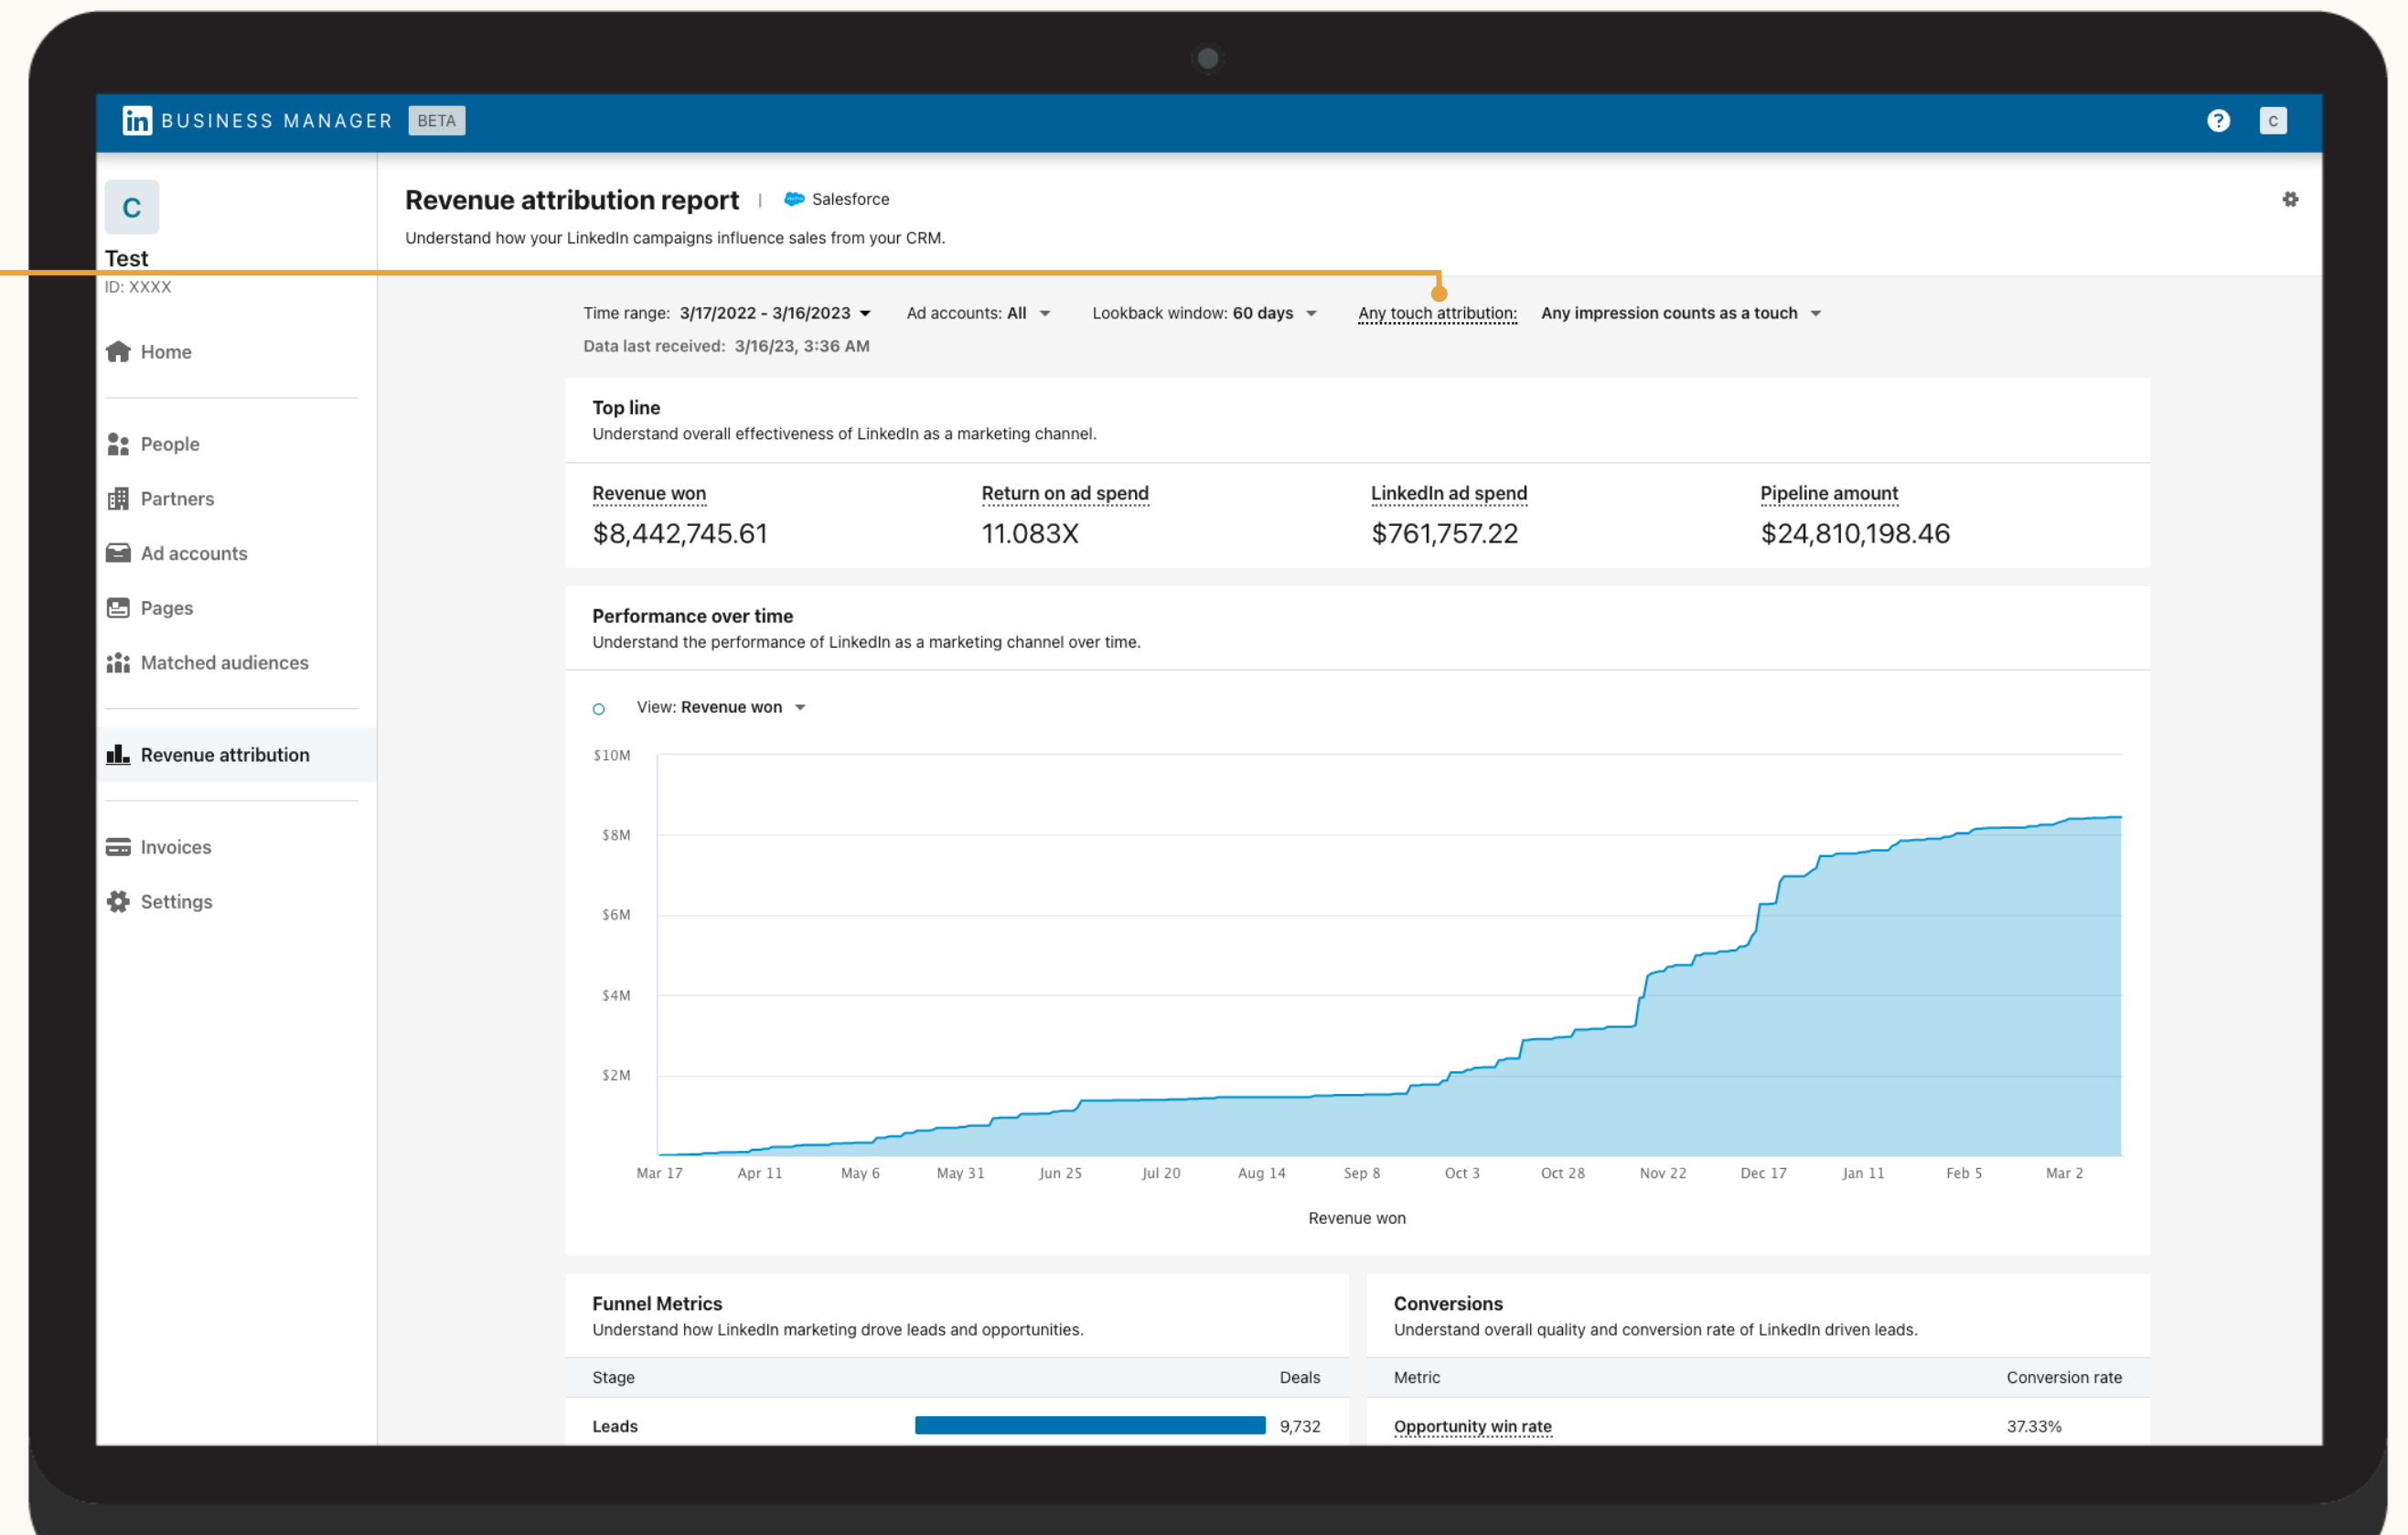 in BUSINESS MANAGER BETA
? C
C
Test
ID: XXXX
Home
People
Partners
Ad accounts
Pages
Matched audiences
Revenue attribution
Invoices
Settings
Revenue attribution report | Salesforce
Understand how your LinkedIn campaigns influence sales from your CRM.
Time range: 3/17/2022 - 3/16/2023 Ad accounts: All Lookback window: 60 days Any touch attribution: Any impression counts as a touch
Data last received: 3/16/23, 3:36 AM
Top line
Understand overall effectiveness of LinkedIn as a marketing channel.
Revenue won Return on ad spend LinkedIn ad spend Pipeline amount
$8,442,745.61 11.083X $761,757.22 $24,810,198.46
Performance over time
Understand the performance of LinkedIn as a marketing channel over time.
View: Revenue won
$10M
$8M
$6M
$4M
$2M
Mar 17 Apr 11 May 6 May 31 Jun 25 Jul 20 Aug 14 Sep 8 Oct 3 Oct 28 Nov 22 Dec 17 Jan 11 Feb 5 Mar 2
Revenue won
Funnel Metrics
Understand how LinkedIn marketing drove leads and opportunities.
Stage Deals
Leads 9,732
Conversions
Understand overall quality and conversion rate of LinkedIn driven leads.
Metric Conversion rate
Opportunity win rate 37.33%